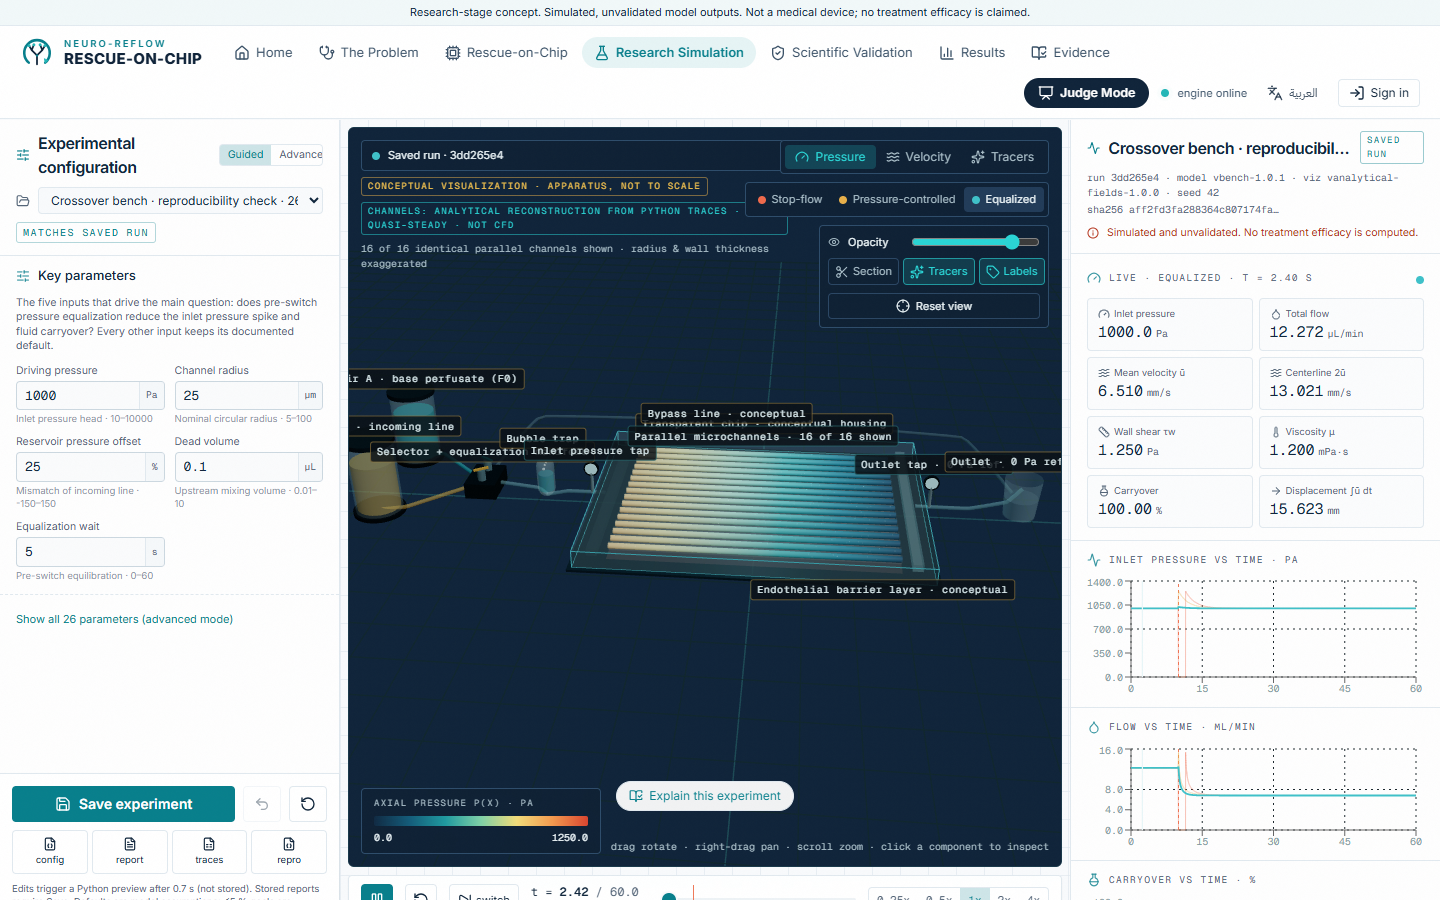 Research-stage concept. Simulated, unvalidated model outputs. Not a medical device; no treatment efficacy is claimed.
NEURO-REFLOW
RESCUE-ON-CHIP
Home
The Problem
Rescue-on-Chip
Research Simulation
Scientific Validation
Results
Evidence
Judge Mode
engine online
العربية
Sign in
Experimental configuration
Guided
Advance
Crossover bench · reproducibility check · 26
MATCHES SAVED RUN
Key parameters
The five inputs that drive the main question: does pre-switch
pressure equalization reduce the inlet pressure spike and
fluid carryover? Every other input keeps its documented
default.
Driving pressure
1000 Pa
Inlet pressure head · 10–10000
Channel radius
25 µm
Nominal circular radius · 5–100
Reservoir pressure offset
25 %
Mismatch of incoming line ·
-150–150
Dead volume
0.1 µL
Upstream mixing volume · 0.01–
10
Equalization wait
5 s
Pre-switch equilibration · 0–60
Show all 26 parameters (advanced mode)
Save experiment
config
report
traces
repro
Edits trigger a Python preview after 0.7 s (not stored). Stored reports
Saved run · 3dd265e4
Pressure
Velocity
Tracers
CONCEPTUAL VISUALIZATION · APPARATUS, NOT TO SCALE
CHANNELS: ANALYTICAL RECONSTRUCTION FROM PYTHON TRACES ·
QUASI-STEADY · NOT CFD
16 of 16 identical parallel channels shown · radius & wall thickness
exaggerated
Stop-flow
Pressure-controlled
Equalized
Opacity
Section
Tracers
Labels
Reset view
ir A · base perfusate (F0)
· incoming line
Selector + equalization
Bubble trap
Inlet pressure tap
Bypass line · conceptual
transparent chip · conceptual housing
Parallel microchannels · 16 of 16 shown
Outlet tap ·
Outlet · 0 Pa ref
Endothelial barrier layer · conceptual
AXIAL PRESSURE P(X) · PA
0.0
1250.0
Explain this experiment
drag rotate · right-drag pan · scroll zoom · click a component to inspect
switch
t = 2.42 / 60.0
0.25x 0.5x 1x 2x 4x
Crossover bench · reproducibil...
SAVED RUN
run 3dd265e4 · model vbench-1.0.1 · viz vanalytical-
fields-1.0.0 · seed 42
sha256 aff2fd3fa288364c807174fa…
Simulated and unvalidated. No treatment efficacy is computed.
LIVE · EQUALIZED · T = 2.40 S
Inlet pressure
1000.0 Pa
Total flow
12.272 µL/min
Mean velocity ū
6.510 mm/s
Centerline 2ū
13.021 mm/s
Wall shear τw
1.250 Pa
Viscosity µ
1.200 mPa·s
Carryover
100.00 %
Displacement ∫ū dt
15.623 mm
INLET PRESSURE VS TIME · PA
1400.0
1050.0
700.0
350.0
0.0
0 15 30 45 60
FLOW VS TIME · ML/MIN
16.0
8.0
4.0
0.0
0 15 30 45 60
CARRYOVER VS TIME · %